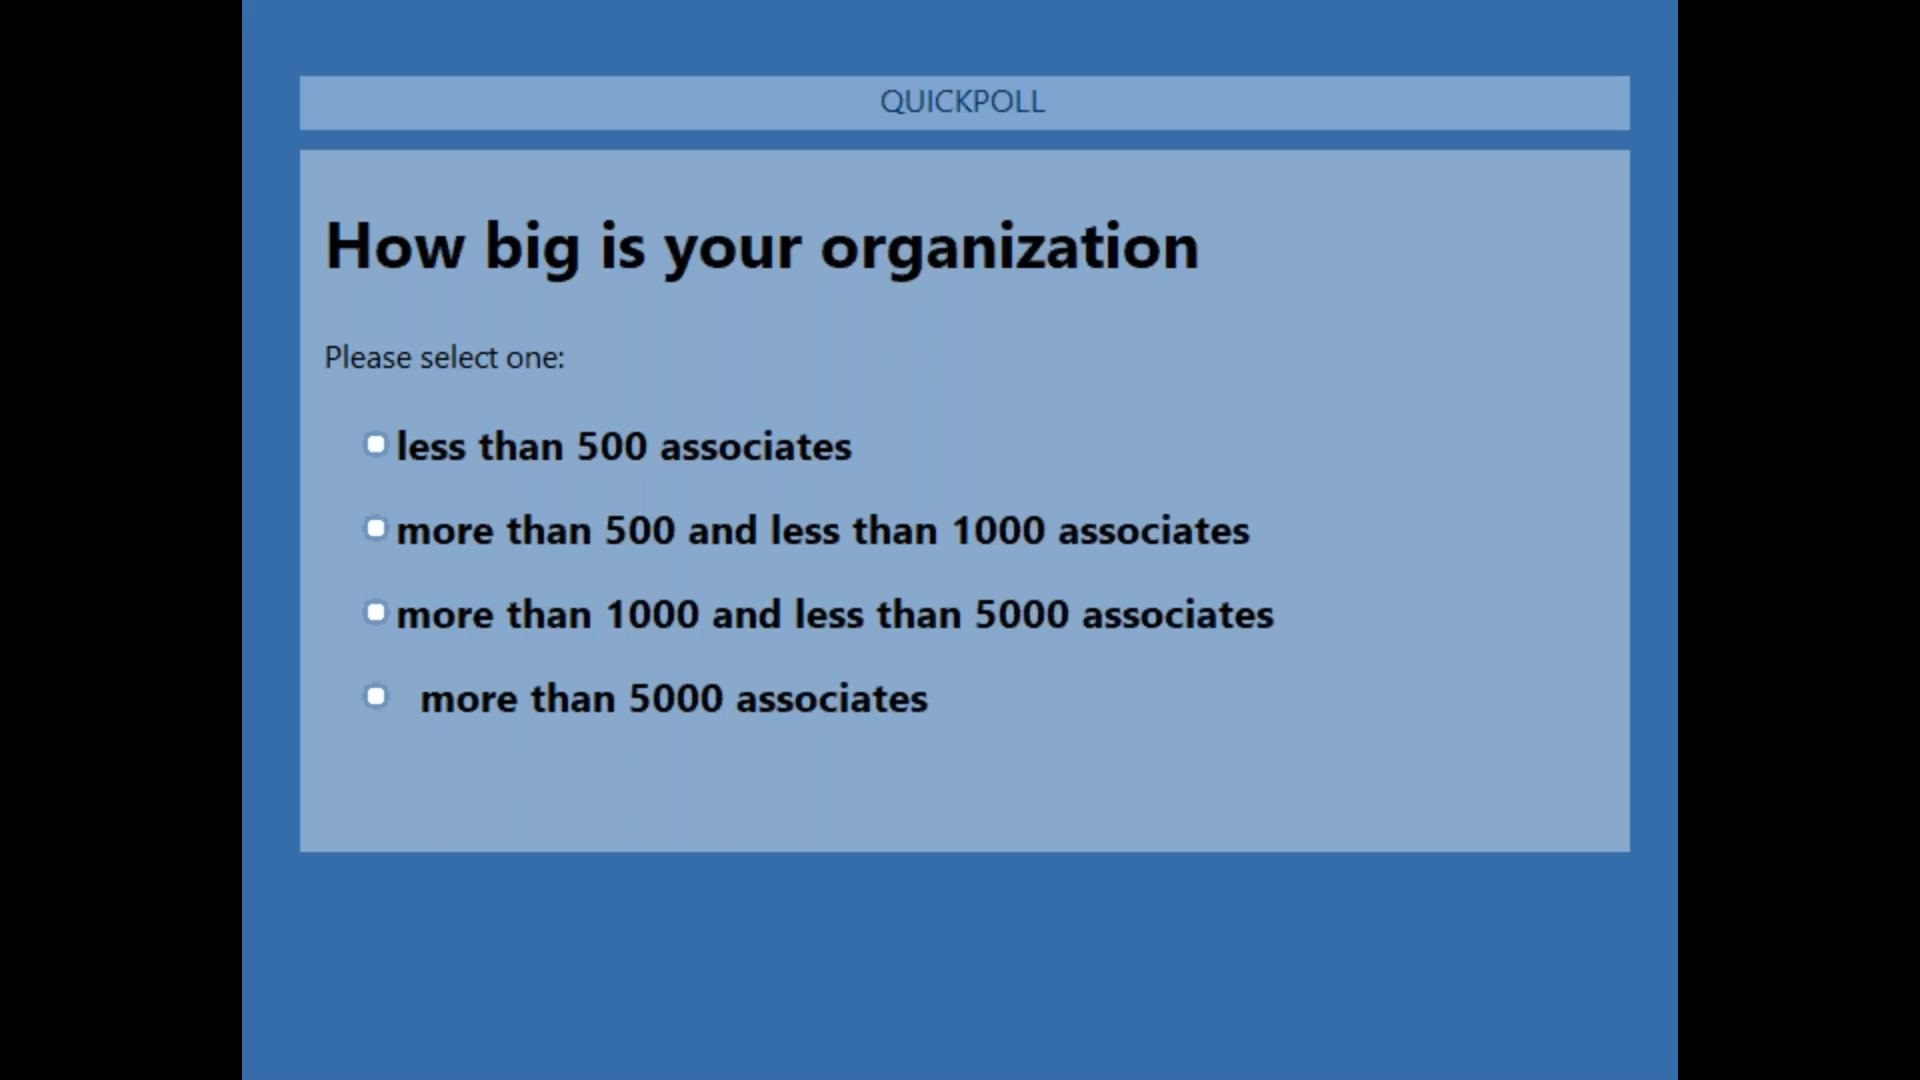 QUICKPOLL
How big is your organization
Please select one:
less than 500 associates
more than 500 and less than 1000 associates
more than 1000 and less than 5000 associates
more than 5000 associates